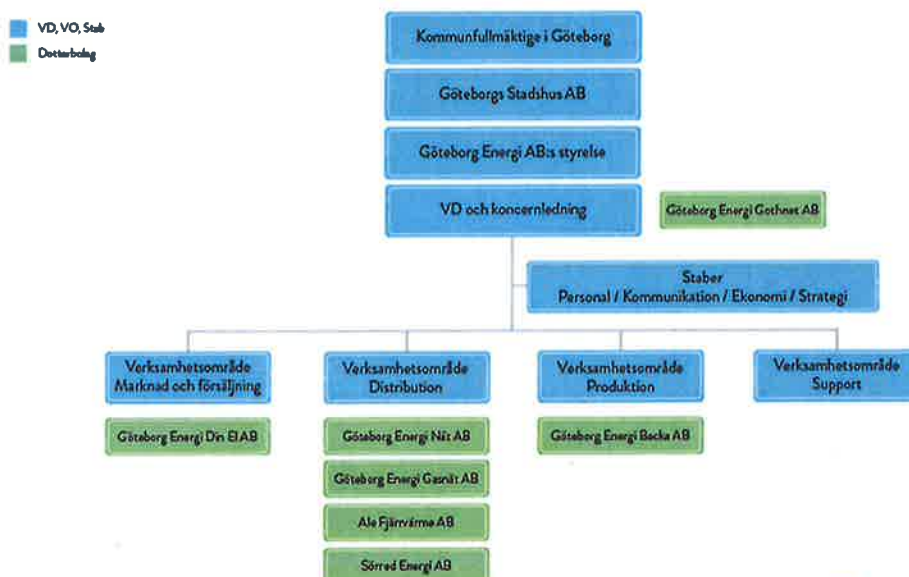 VD, VO, Stab
Dotterbolag
Kommunfullmäktige i Göteborg
Göteborgs Stadshus AB
Göteborg Energi AB:s styrelse
VD och koncernledning
Göteborg Energi Gothnet AB
Staber
Personal / Kommunikation / Ekonomi / Strategi
Verksamhetsområde
Marknad och försäljning
Verksamhetsområde
Distribution
Verksamhetsområde
Produktion
Verksamhetsområde
Support
Göteborg Energi Din El AB
Göteborg Energi Nät AB
Göteborg Energi Backa AB
Göteborg Energi Gasnät AB
Ale Fjärrvärme AB
Sörred Energi AB